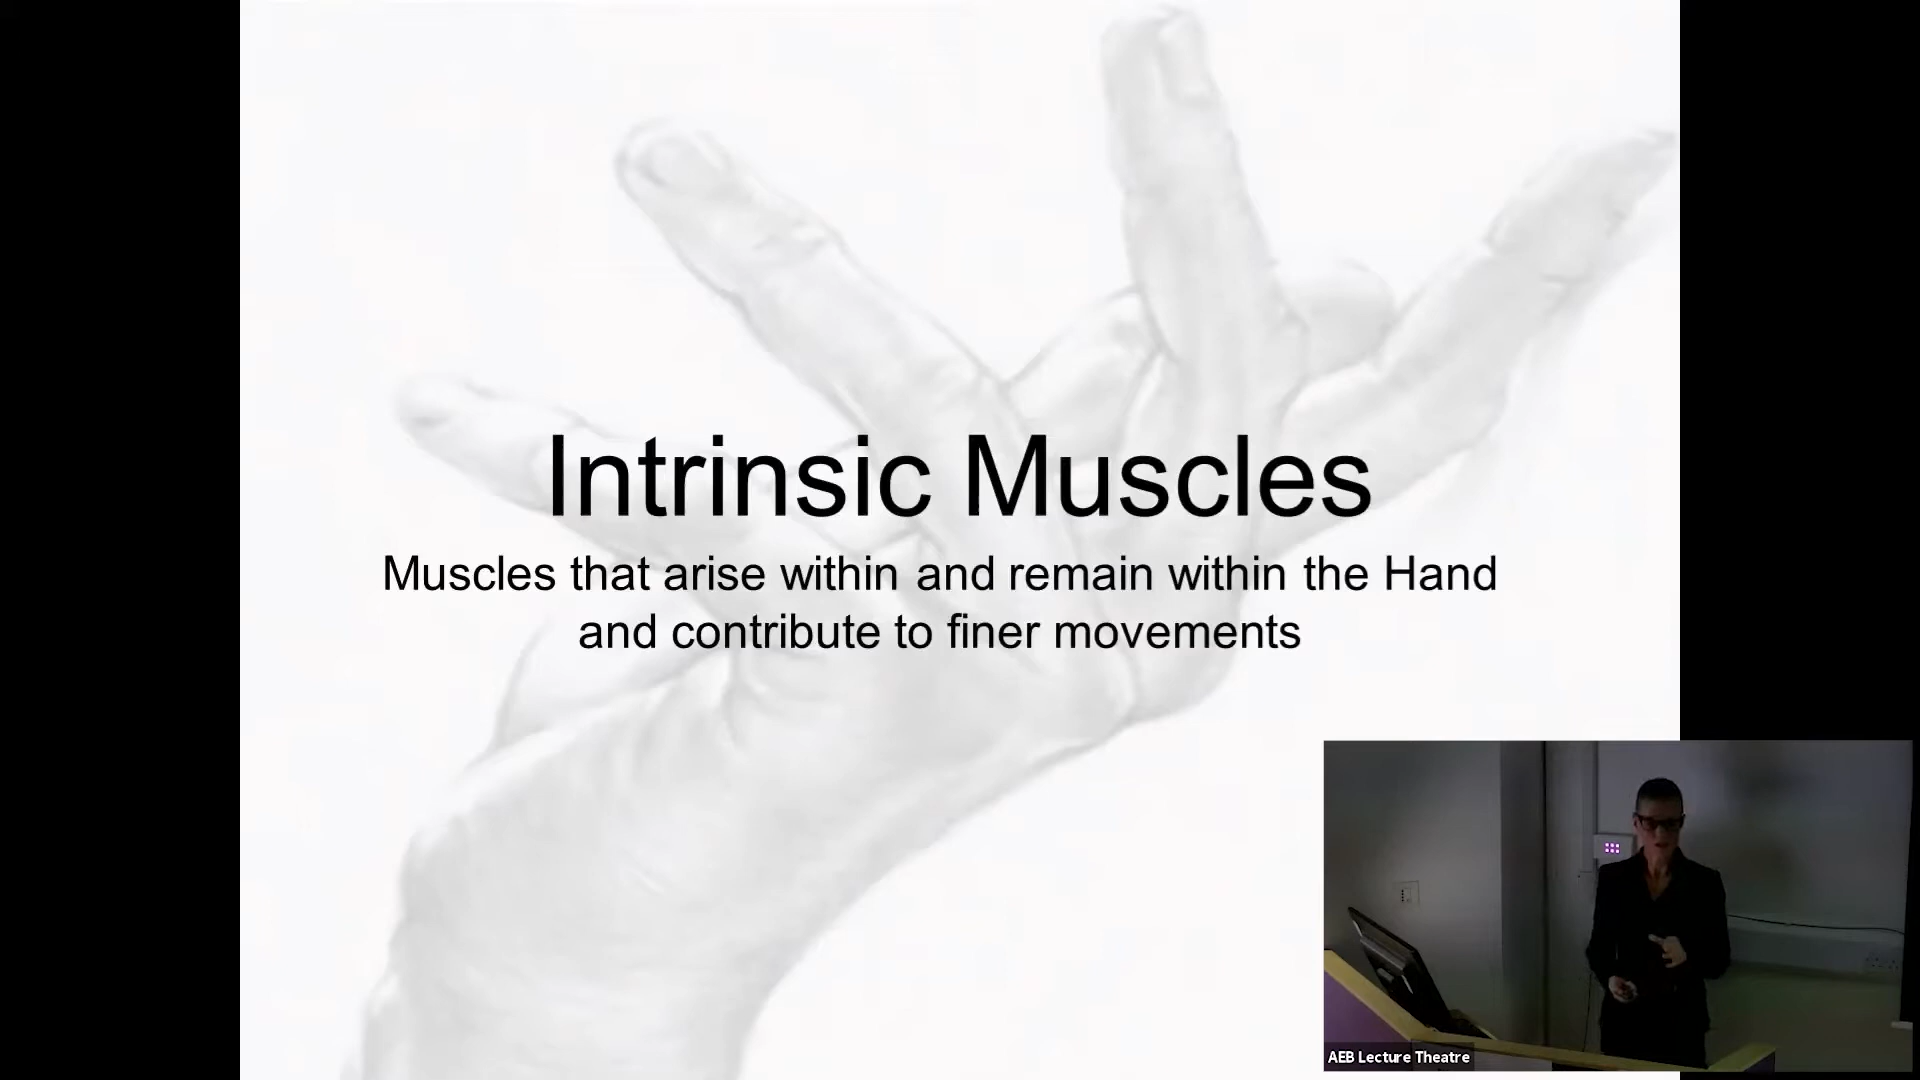 Intrinsic Muscles
Muscles that arise within and remain within the Hand
and contribute to finer movements
AEB Lecture Theatre